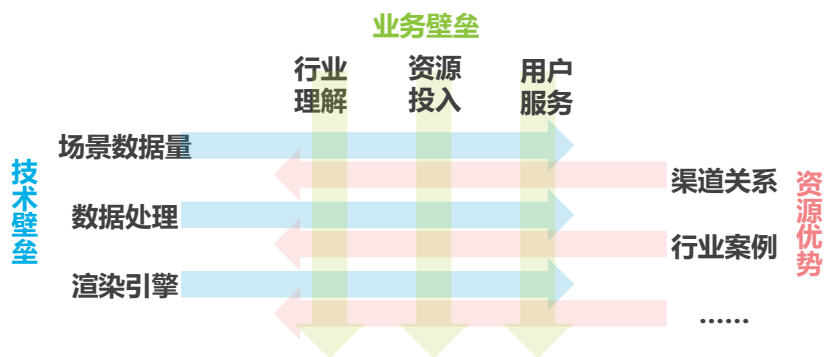 业务壁垒
行业
理解
资源
投入
用户
服务
场景数据量
数据处理
渲染引擎
技术壁垒
渠道关系
行业案例
......
资源优势